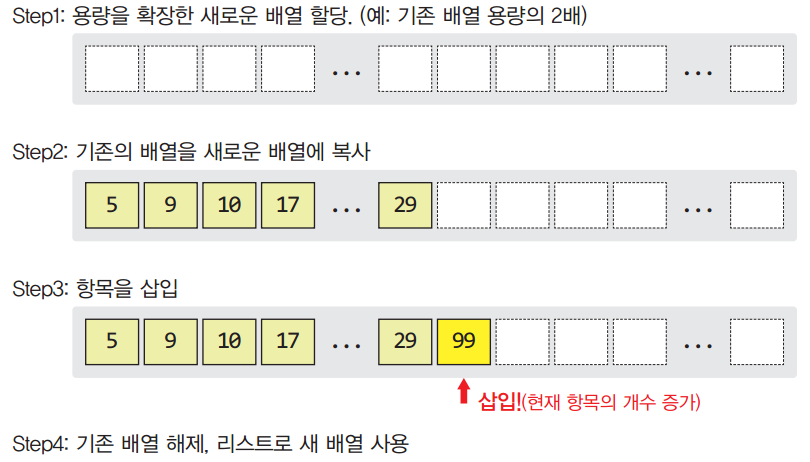 Step1: 용량을 확장한 새로운 배열 할당. (예: 기존 배열 용량의 2배)
...
...
Step2: 기존의 배열을 새로운 배열에 복사
5 9 10 17 ... 29 ...
Step3: 항목을 삽입
5 9 10 17 ... 29 99 ...
삽입!(현재 항목의 개수 증가)
Step4: 기존 배열 해제, 리스트로 새 배열 사용